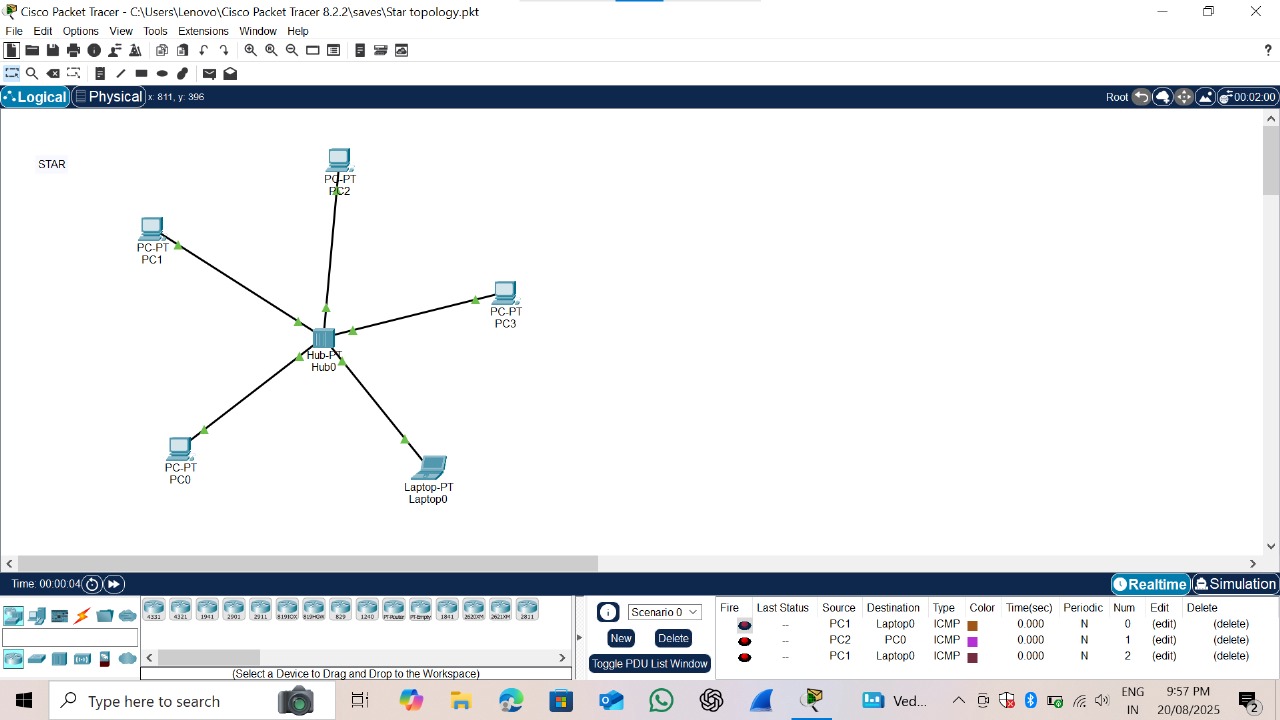 Cisco Packet Tracer - C:\Users\Lenovo\Cisco Packet Tracer 8.2.2\saves\Star topology.pkt
File Edit Options View Tools Extensions Window Help
?
Logical Physical x: 811, y: 396 Root 00:02:00
STAR
PC-PT
PC2
PC-PT
PC1
PC-PT
PC3
Hub-PT
Hub0
PC-PT
PC0
Laptop-PT
Laptop0
Time: 00:00:04 Realtime Simulation
4331 4321 1941 2901 2911 819IOX 819HGW 829 1240 PT-Router PT-Empty 1841 2620XM 2621XM 2811
(Select a Device to Drag and Drop to the Workspace)
Scenario 0
New Delete
Toggle PDU List Window
Fire Last Status Source Destination Type Color Time(sec) Periodic Num Edit Delete
-- PC1 Laptop0 ICMP 0.000 N 0 (edit) (delete)
-- PC2 PC0 ICMP 0.000 N 1 (edit) (delete)
-- PC1 Laptop0 ICMP 0.000 N 2 (edit) (delete)
Type here to search
Ved...
ENG
IN
9:57 PM
20/08/2025
2